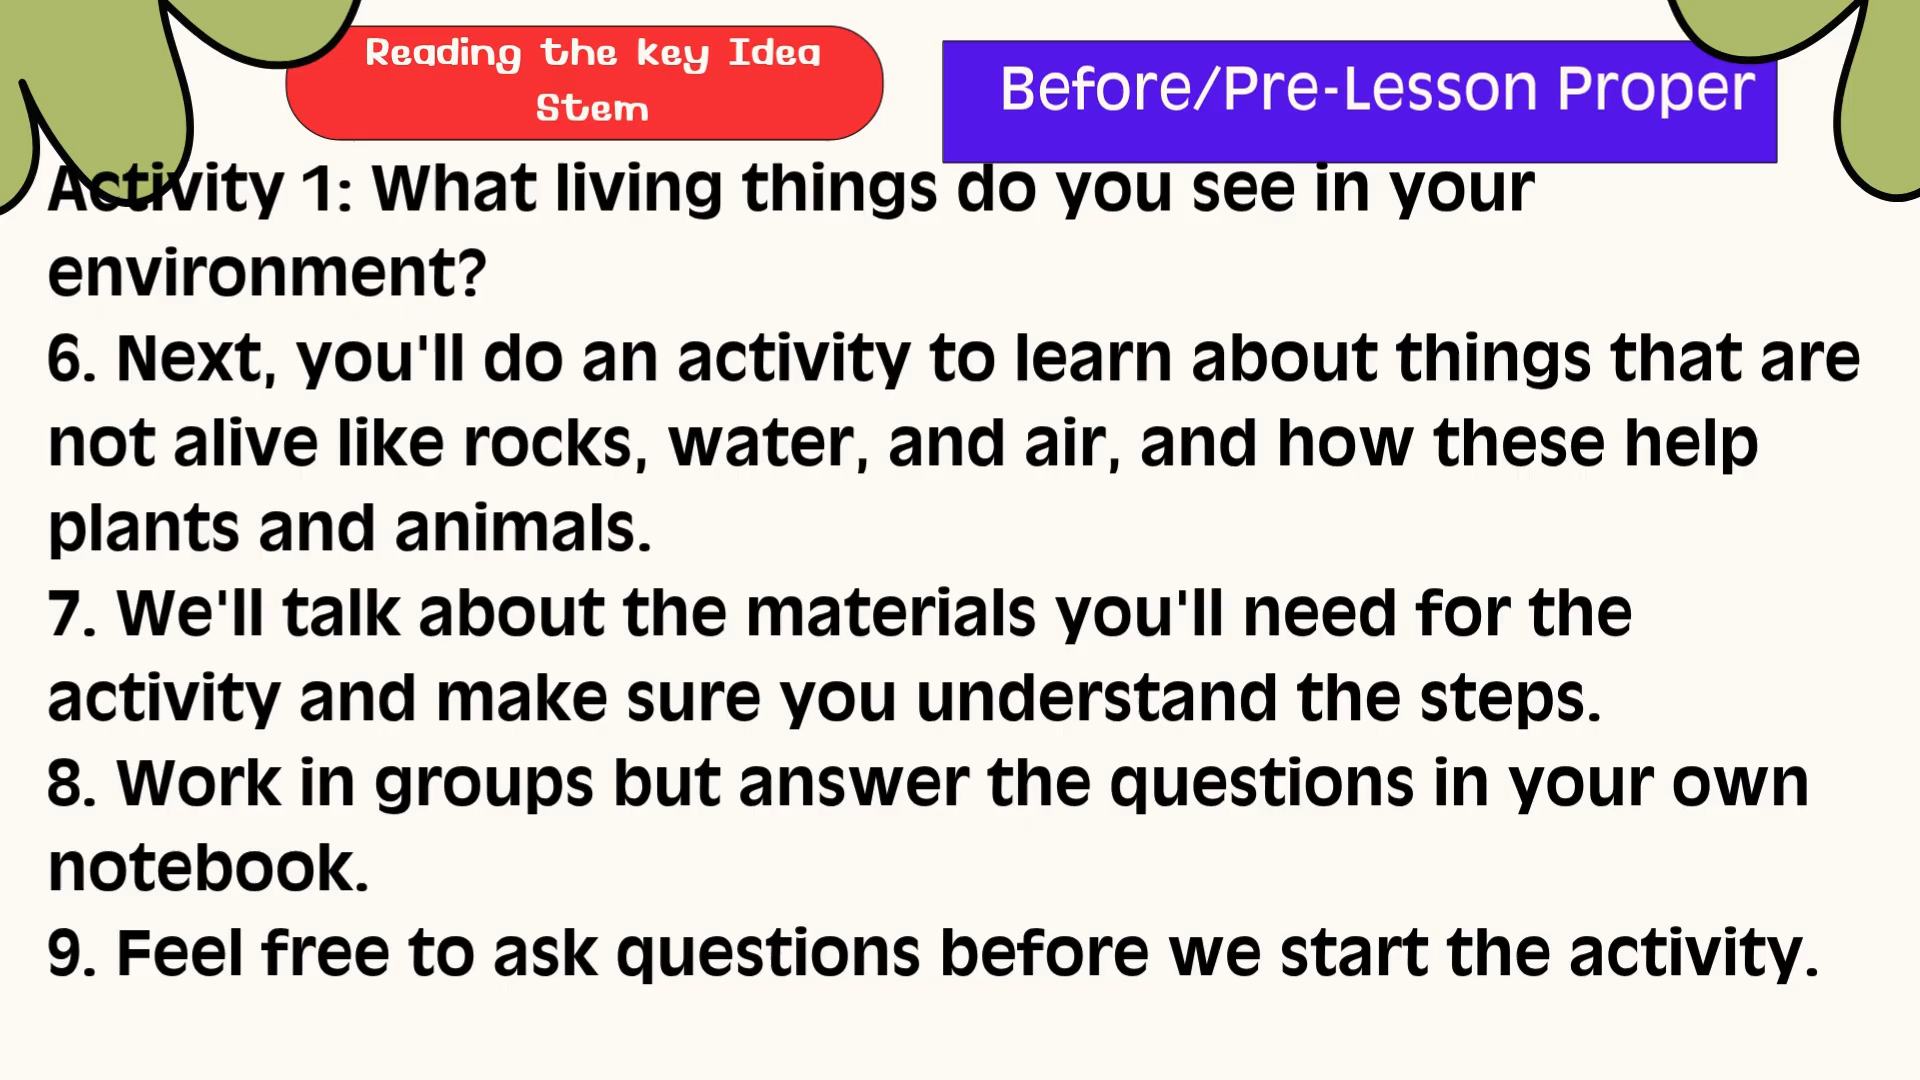 Reading the key Idea
Stem
Before/Pre-Lesson Proper
Activity 1: What living things do you see in your
environment?
6. Next, you'll do an activity to learn about things that are
not alive like rocks, water, and air, and how these help
plants and animals.
7. We'll talk about the materials you'll need for the
activity and make sure you understand the steps.
8. Work in groups but answer the questions in your own
notebook.
9. Feel free to ask questions before we start the activity.